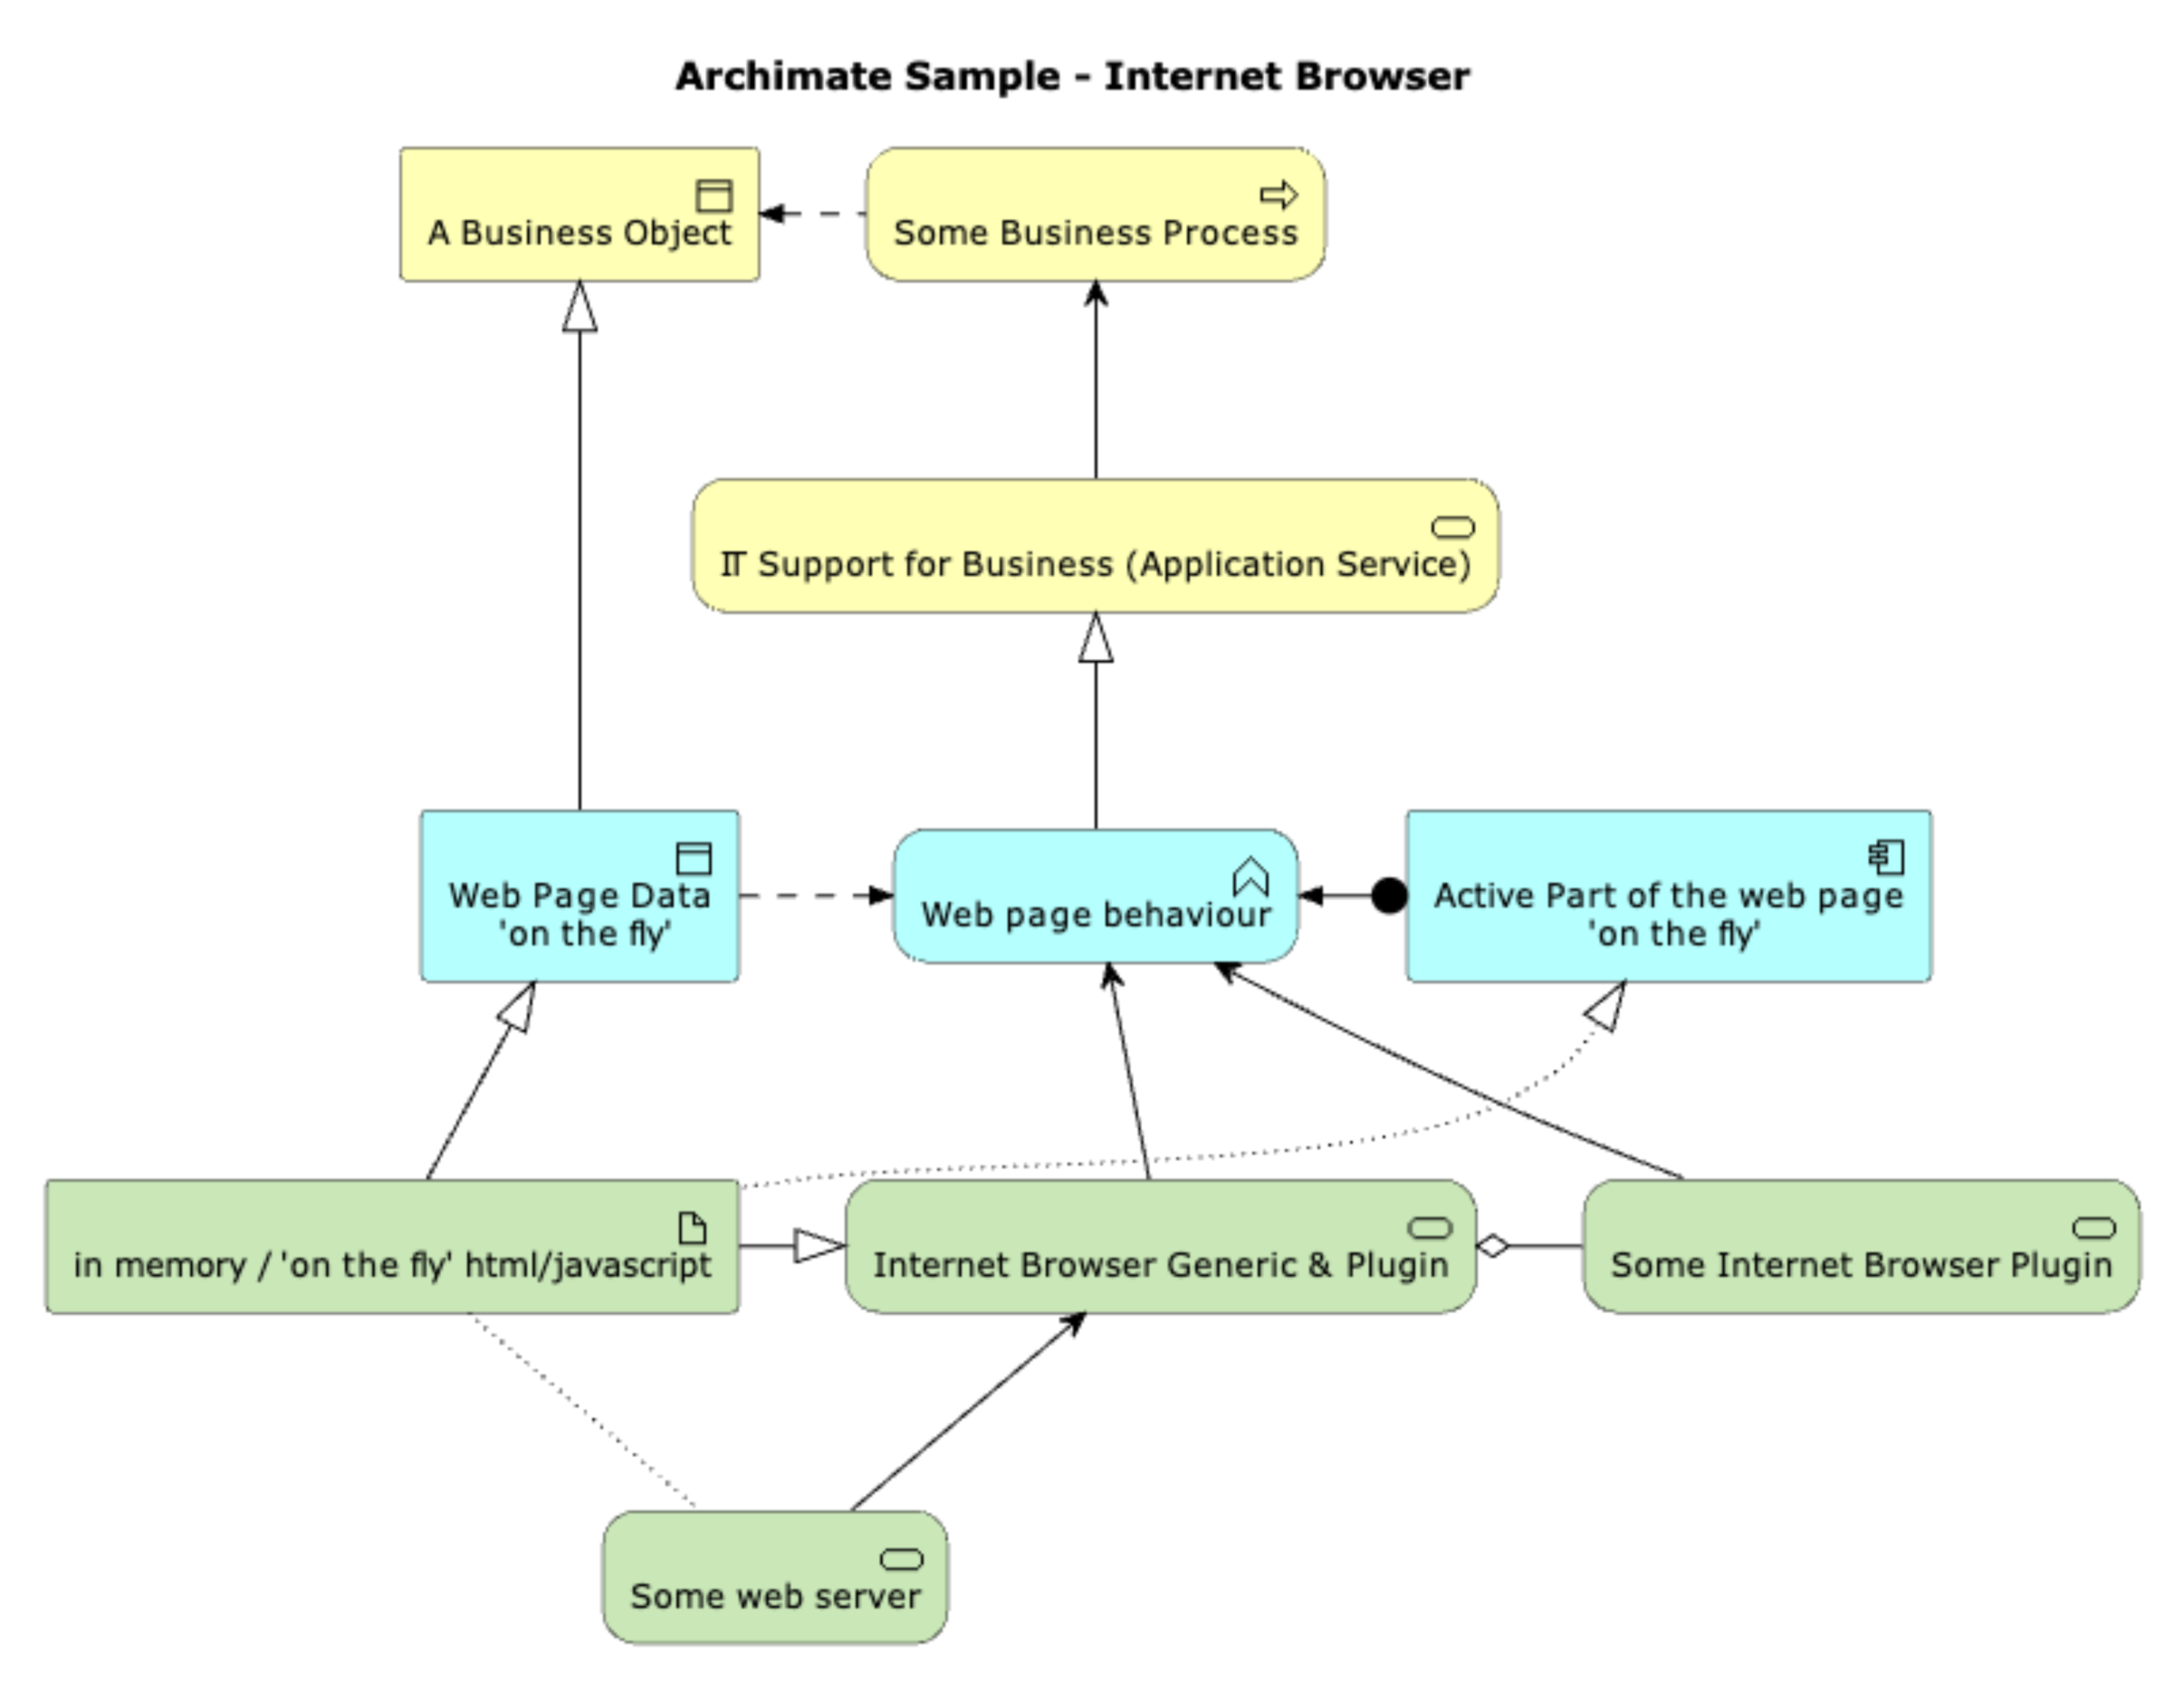 Archimate Sample - Internet Browser
A Business Object
Some Business Process
IT Support for Business (Application Service)
Web Page Data
'on the fly'
Web page behaviour
Active Part of the web page
'on the fly'
in memory / 'on the fly' html/javascript
Internet Browser Generic & Plugin
Some Internet Browser Plugin
Some web server